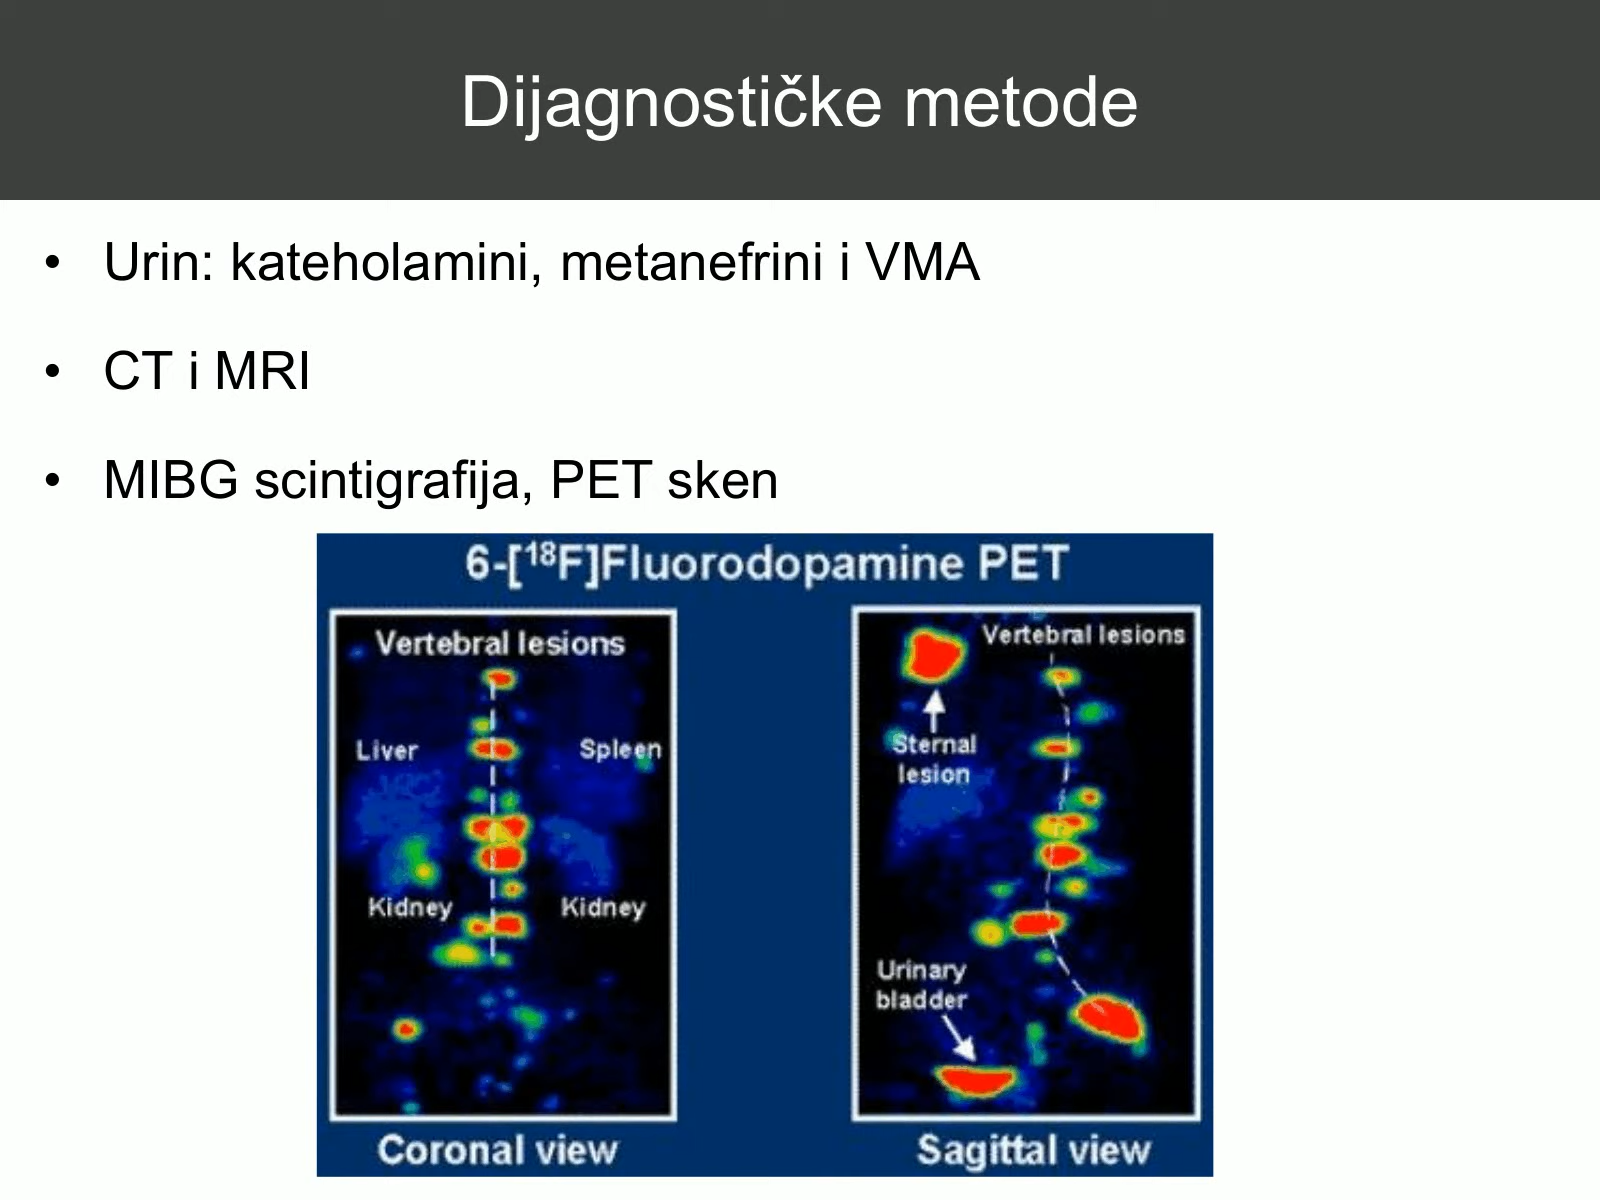 Dijagnostičke metode
• Urin: kateholamini, metanefrini i VMA
• CT i MRI
• MIBG scintigrafija, PET sken
6-[¹⁸F]Fluorodopamine PET
Vertebral lesions
Liver
Spleen
Kidney
Kidney
Coronal view
Vertebral lesions
Sternal
lesion
Urinary
bladder
Sagittal view